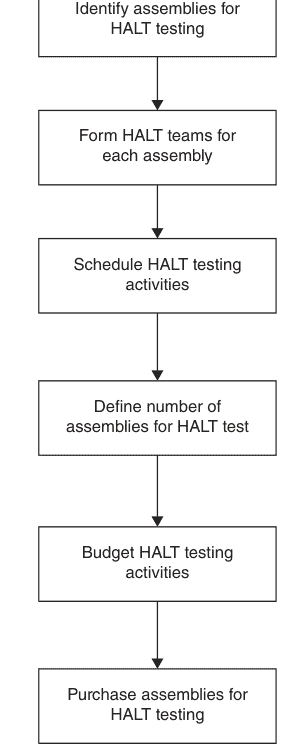 Identify assemblies for
HALT testing
Form HALT teams for
each assembly
Schedule HALT testing
activities
Define number of
assemblies for HALT test
Budget HALT testing
activities
Purchase assemblies for
HALT testing